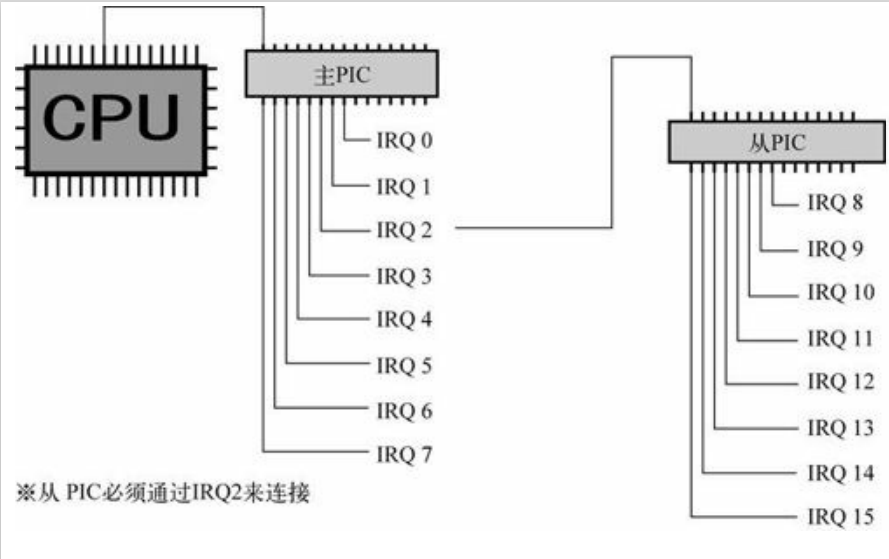 CPU
主PIC
IRQ 0
IRQ 1
IRQ 2
IRQ 3
IRQ 4
IRQ 5
IRQ 6
IRQ 7
从PIC
IRQ 8
IRQ 9
IRQ 10
IRQ 11
IRQ 12
IRQ 13
IRQ 14
IRQ 15
※从 PIC必须通过IRQ2来连接